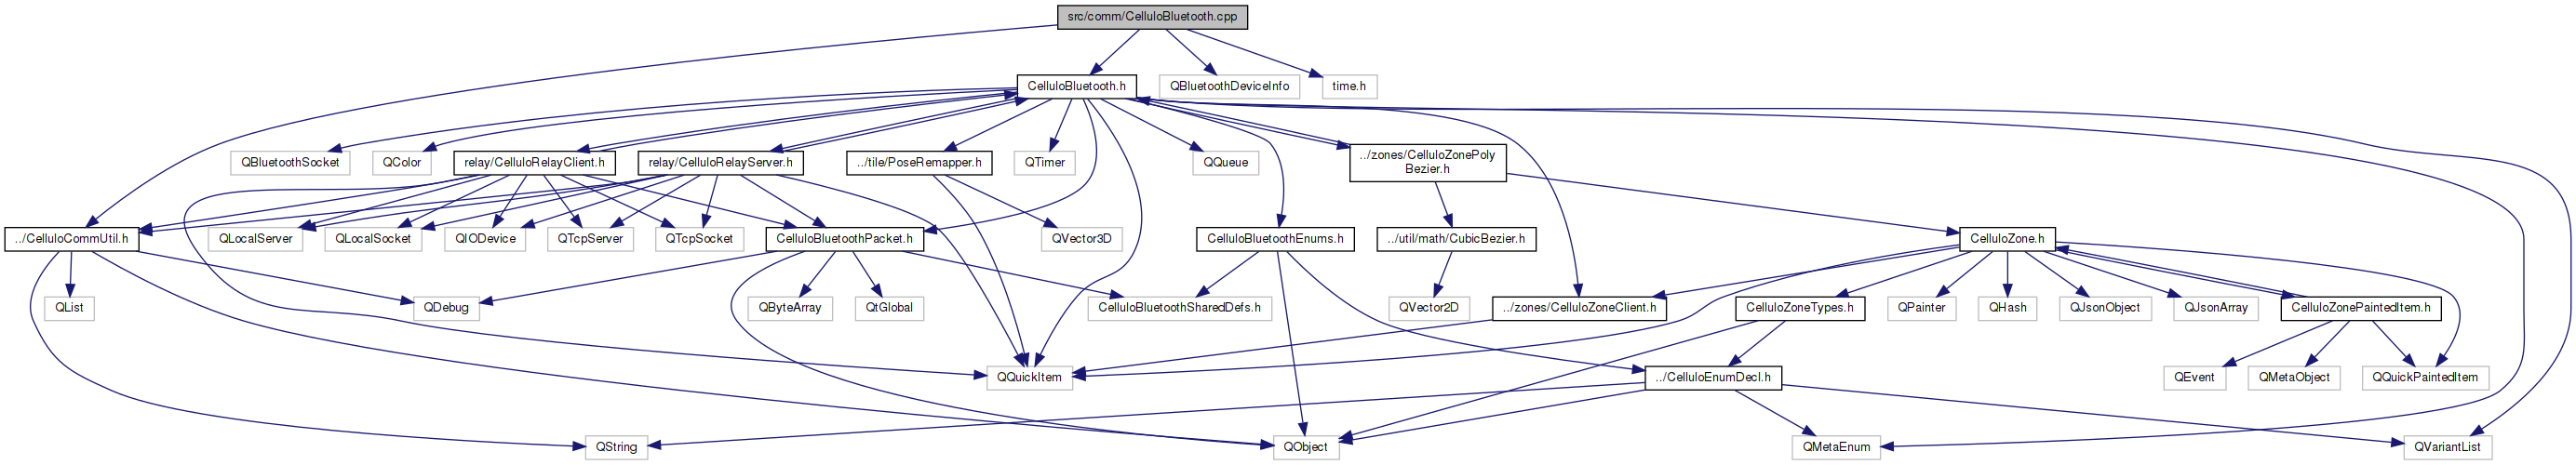 src/comm/CelluloBluetooth.cpp
CelluloBluetooth.h
QBluetoothDeviceInfo
time.h
QBluetoothSocket
QColor
relay/CelluloRelayClient.h
relay/CelluloRelayServer.h
../tile/PoseRemapper.h
QTimer
QQueue
../zones/CelluloZonePoly
Bezier.h
../CelluloCommUtil.h
QLocalServer
QLocalSocket
QIODevice
QTcpServer
QTcpSocket
CelluloBluetoothPacket.h
QVector3D
CelluloBluetoothEnums.h
../util/math/CubicBezier.h
CelluloZone.h
QList
QDebug
QByteArray
QtGlobal
CelluloBluetoothSharedDefs.h
QVector2D
../zones/CelluloZoneClient.h
CelluloZoneTypes.h
QPainter
QHash
QJsonObject
QJsonArray
CelluloZonePaintedItem.h
QQuickItem
../CelluloEnumDecl.h
QEvent
QMetaObject
QQuickPaintedItem
QString
QObject
QMetaEnum
QVariantList